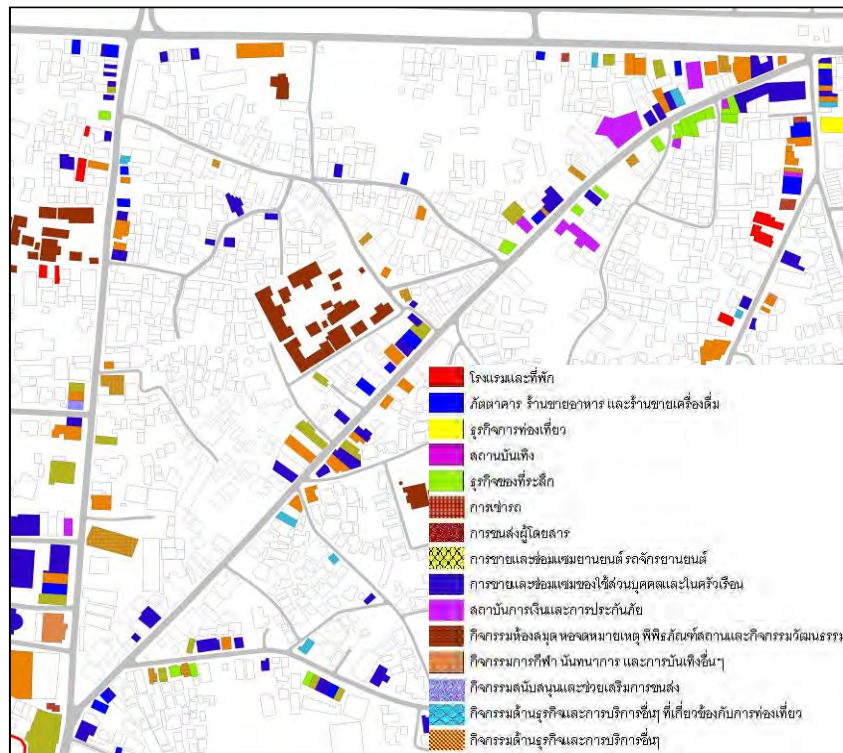 โรงแรมและที่พัก
ภัตตาคาร ร้านขายอาหาร และร้านขายเครื่องดื่ม
ธุรกิจการท่องเที่ยว
สถานบันเทิง
ธุรกิจของที่ระลึก
การเช่ารถ
การขนส่งผู้โดยสาร
การขายและซ่อมแซมยานยนต์ รถจักรยานยนต์
การขายและซ่อมแซมของใช้ส่วนบุคคลและในครัวเรือน
สถาบันการเงินและการประกันภัย
กิจกรรมห้องสมุด หอจดหมายเหตุ พิพิธภัณฑ์สถานและกิจกรรมวัฒนธรรม
กิจกรรมการกีฬา นันทนาการ และการบันเทิงอื่นๆ
กิจกรรมสนับสนุนและช่วยเสริมการขนส่ง
กิจกรรมด้านธุรกิจและการบริการอื่นๆ ที่เกี่ยวข้องกับการท่องเที่ยว
กิจกรรมด้านธุรกิจและการบริการอื่นๆ